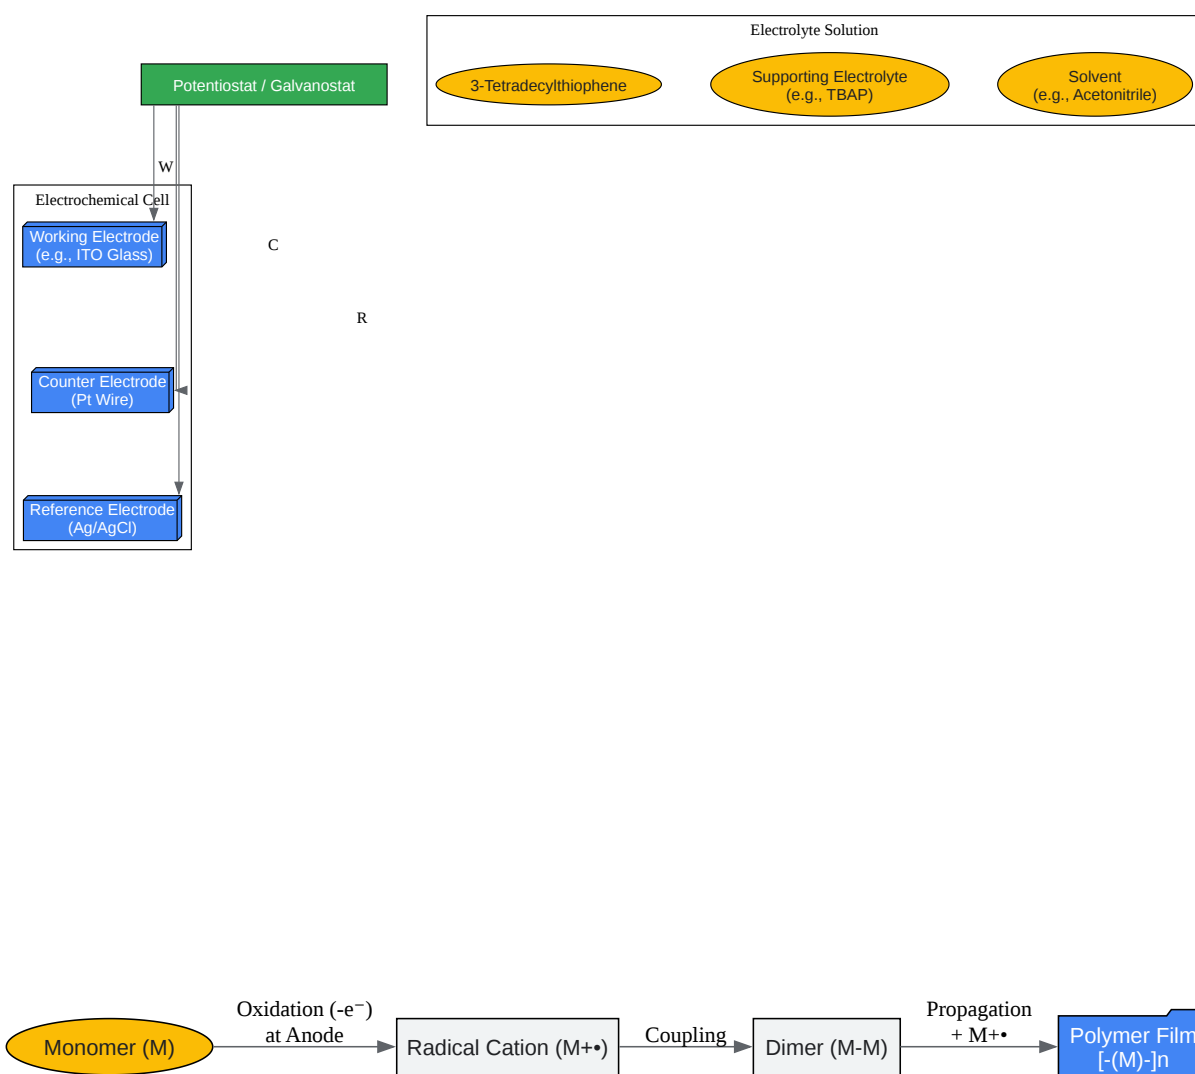 Electrolyte Solution
Potentiostat / Galvanostat
3-Tetradecylthiophene
Supporting Electrolyte
(e.g., TBAP)
Solvent
(e.g., Acetonitrile)
W
Electrochemical Cell
Working Electrode
(e.g., ITO Glass)
C
R
Counter Electrode
(Pt Wire)
Reference Electrode
(Ag/AgCl)
Oxidation (-e⁻)
at Anode
Propagation
+ M+•
Monomer (M)
Radical Cation (M+•)
Coupling
Dimer (M-M)
Polymer Film
[-(M)-]n